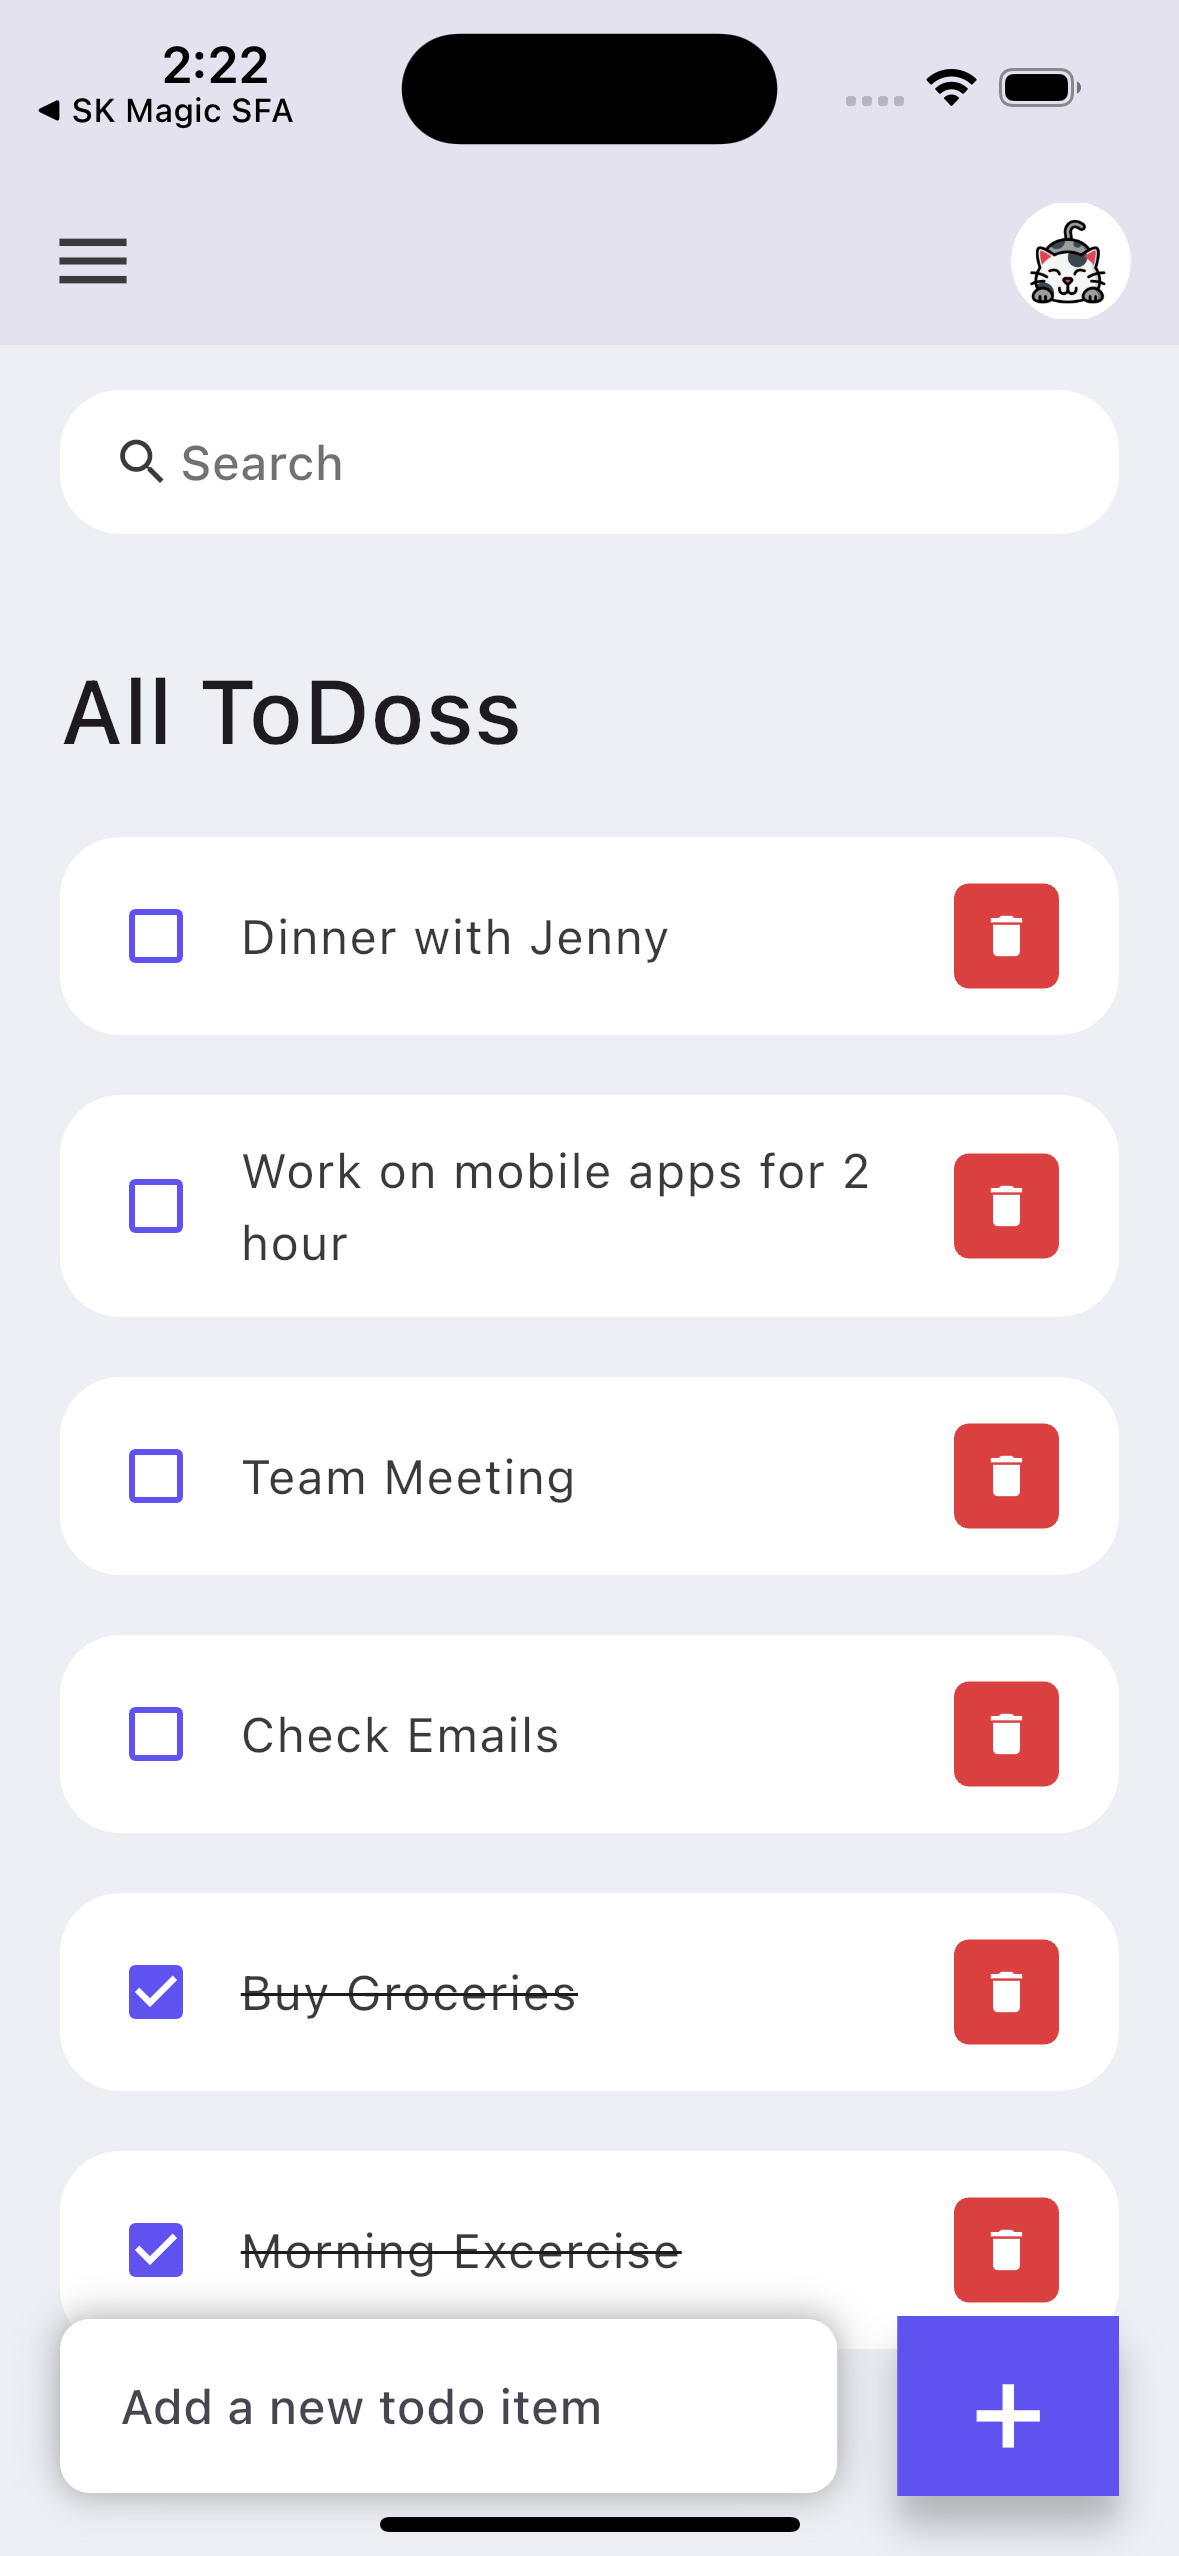 2:22
SK Magic SFA
Search
All ToDoss
Dinner with Jenny
Work on mobile apps for 2
hour
Team Meeting
Check Emails
Buy Groceries
Morning Excercise
Add a new todo item